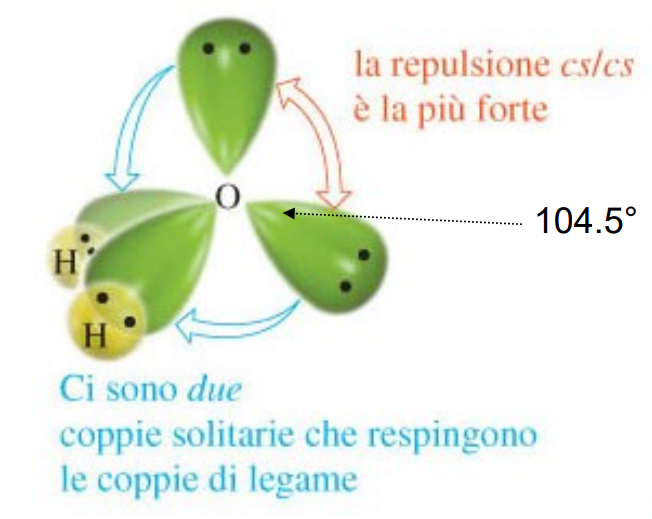 la repulsione cs/cs
è la più forte
O
104.5°
H
H
Ci sono due
coppie solitarie che respingono
le coppie di legame